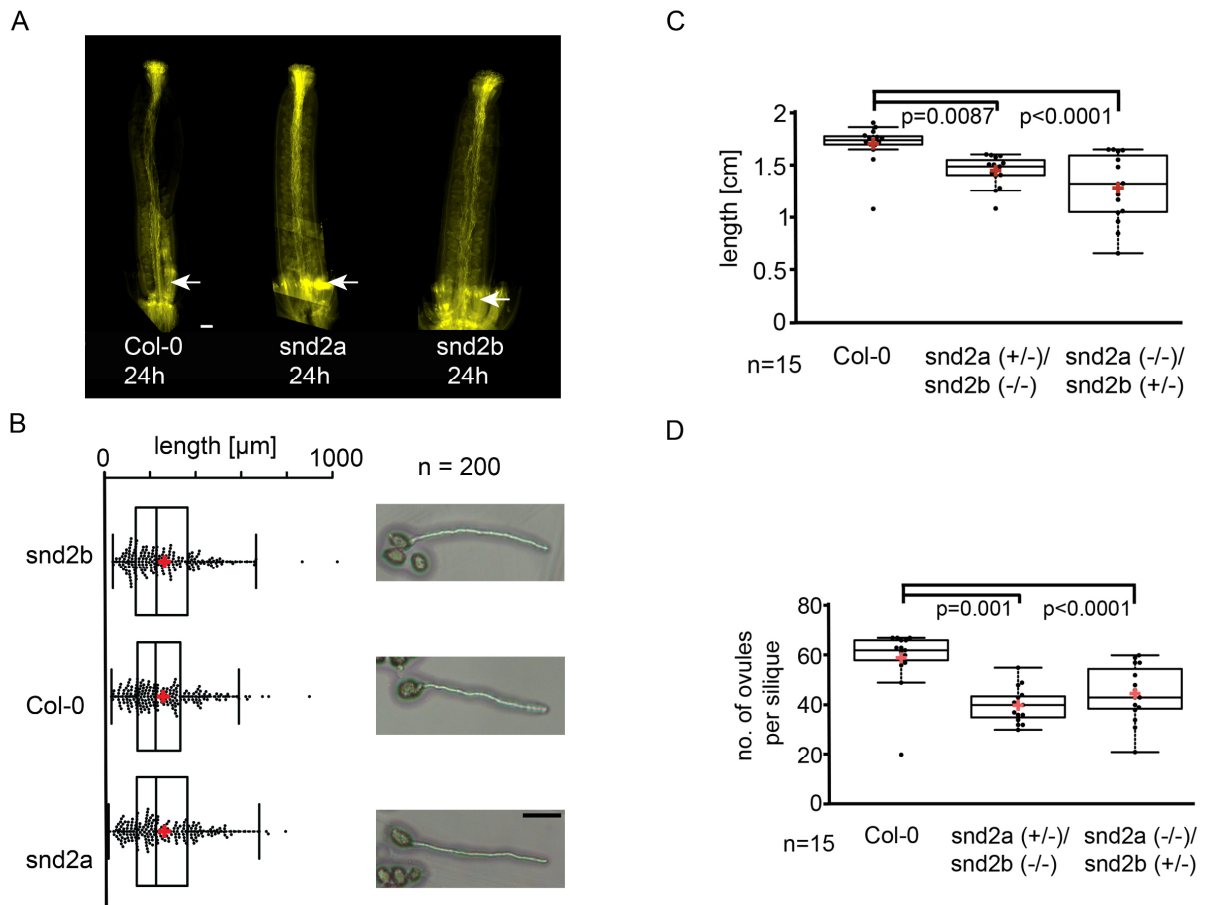 A
Col-0 snd2a snd2b
24h 24h 24h
B
length [µm]
0 1000
n = 200
snd2b
Col-0
snd2a
C
p=0.0087 p<0.0001
length [cm]
2
1.5
1
0.5
0
n=15
Col-0 snd2a (+/-)/ snd2a (-/-)/
snd2b (-/-) snd2b (+/-)
D
p=0.001 p<0.0001
no. of ovules
per silique
80
60
40
20
0
n=15
Col-0 snd2a (+/-)/ snd2a (-/-)/
snd2b (-/-) snd2b (+/-)